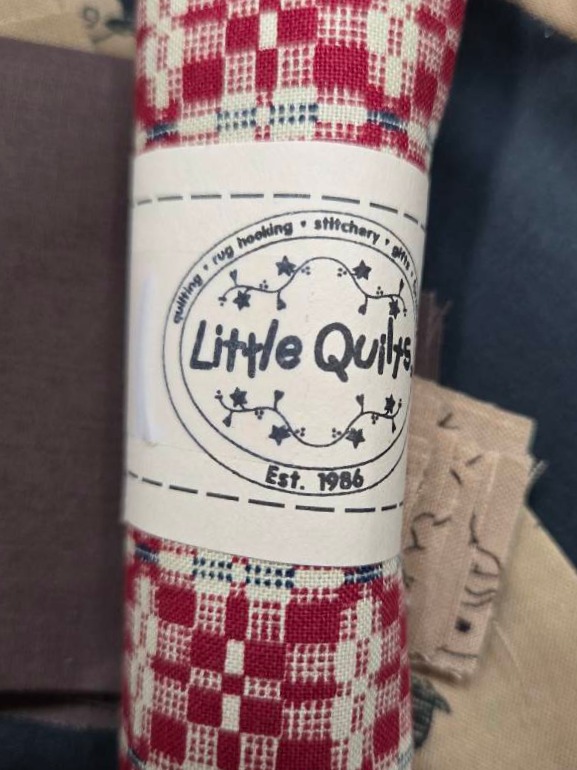 quilting • rug hooking • stitchery • gifts •
Little Quilts
Est. 1986